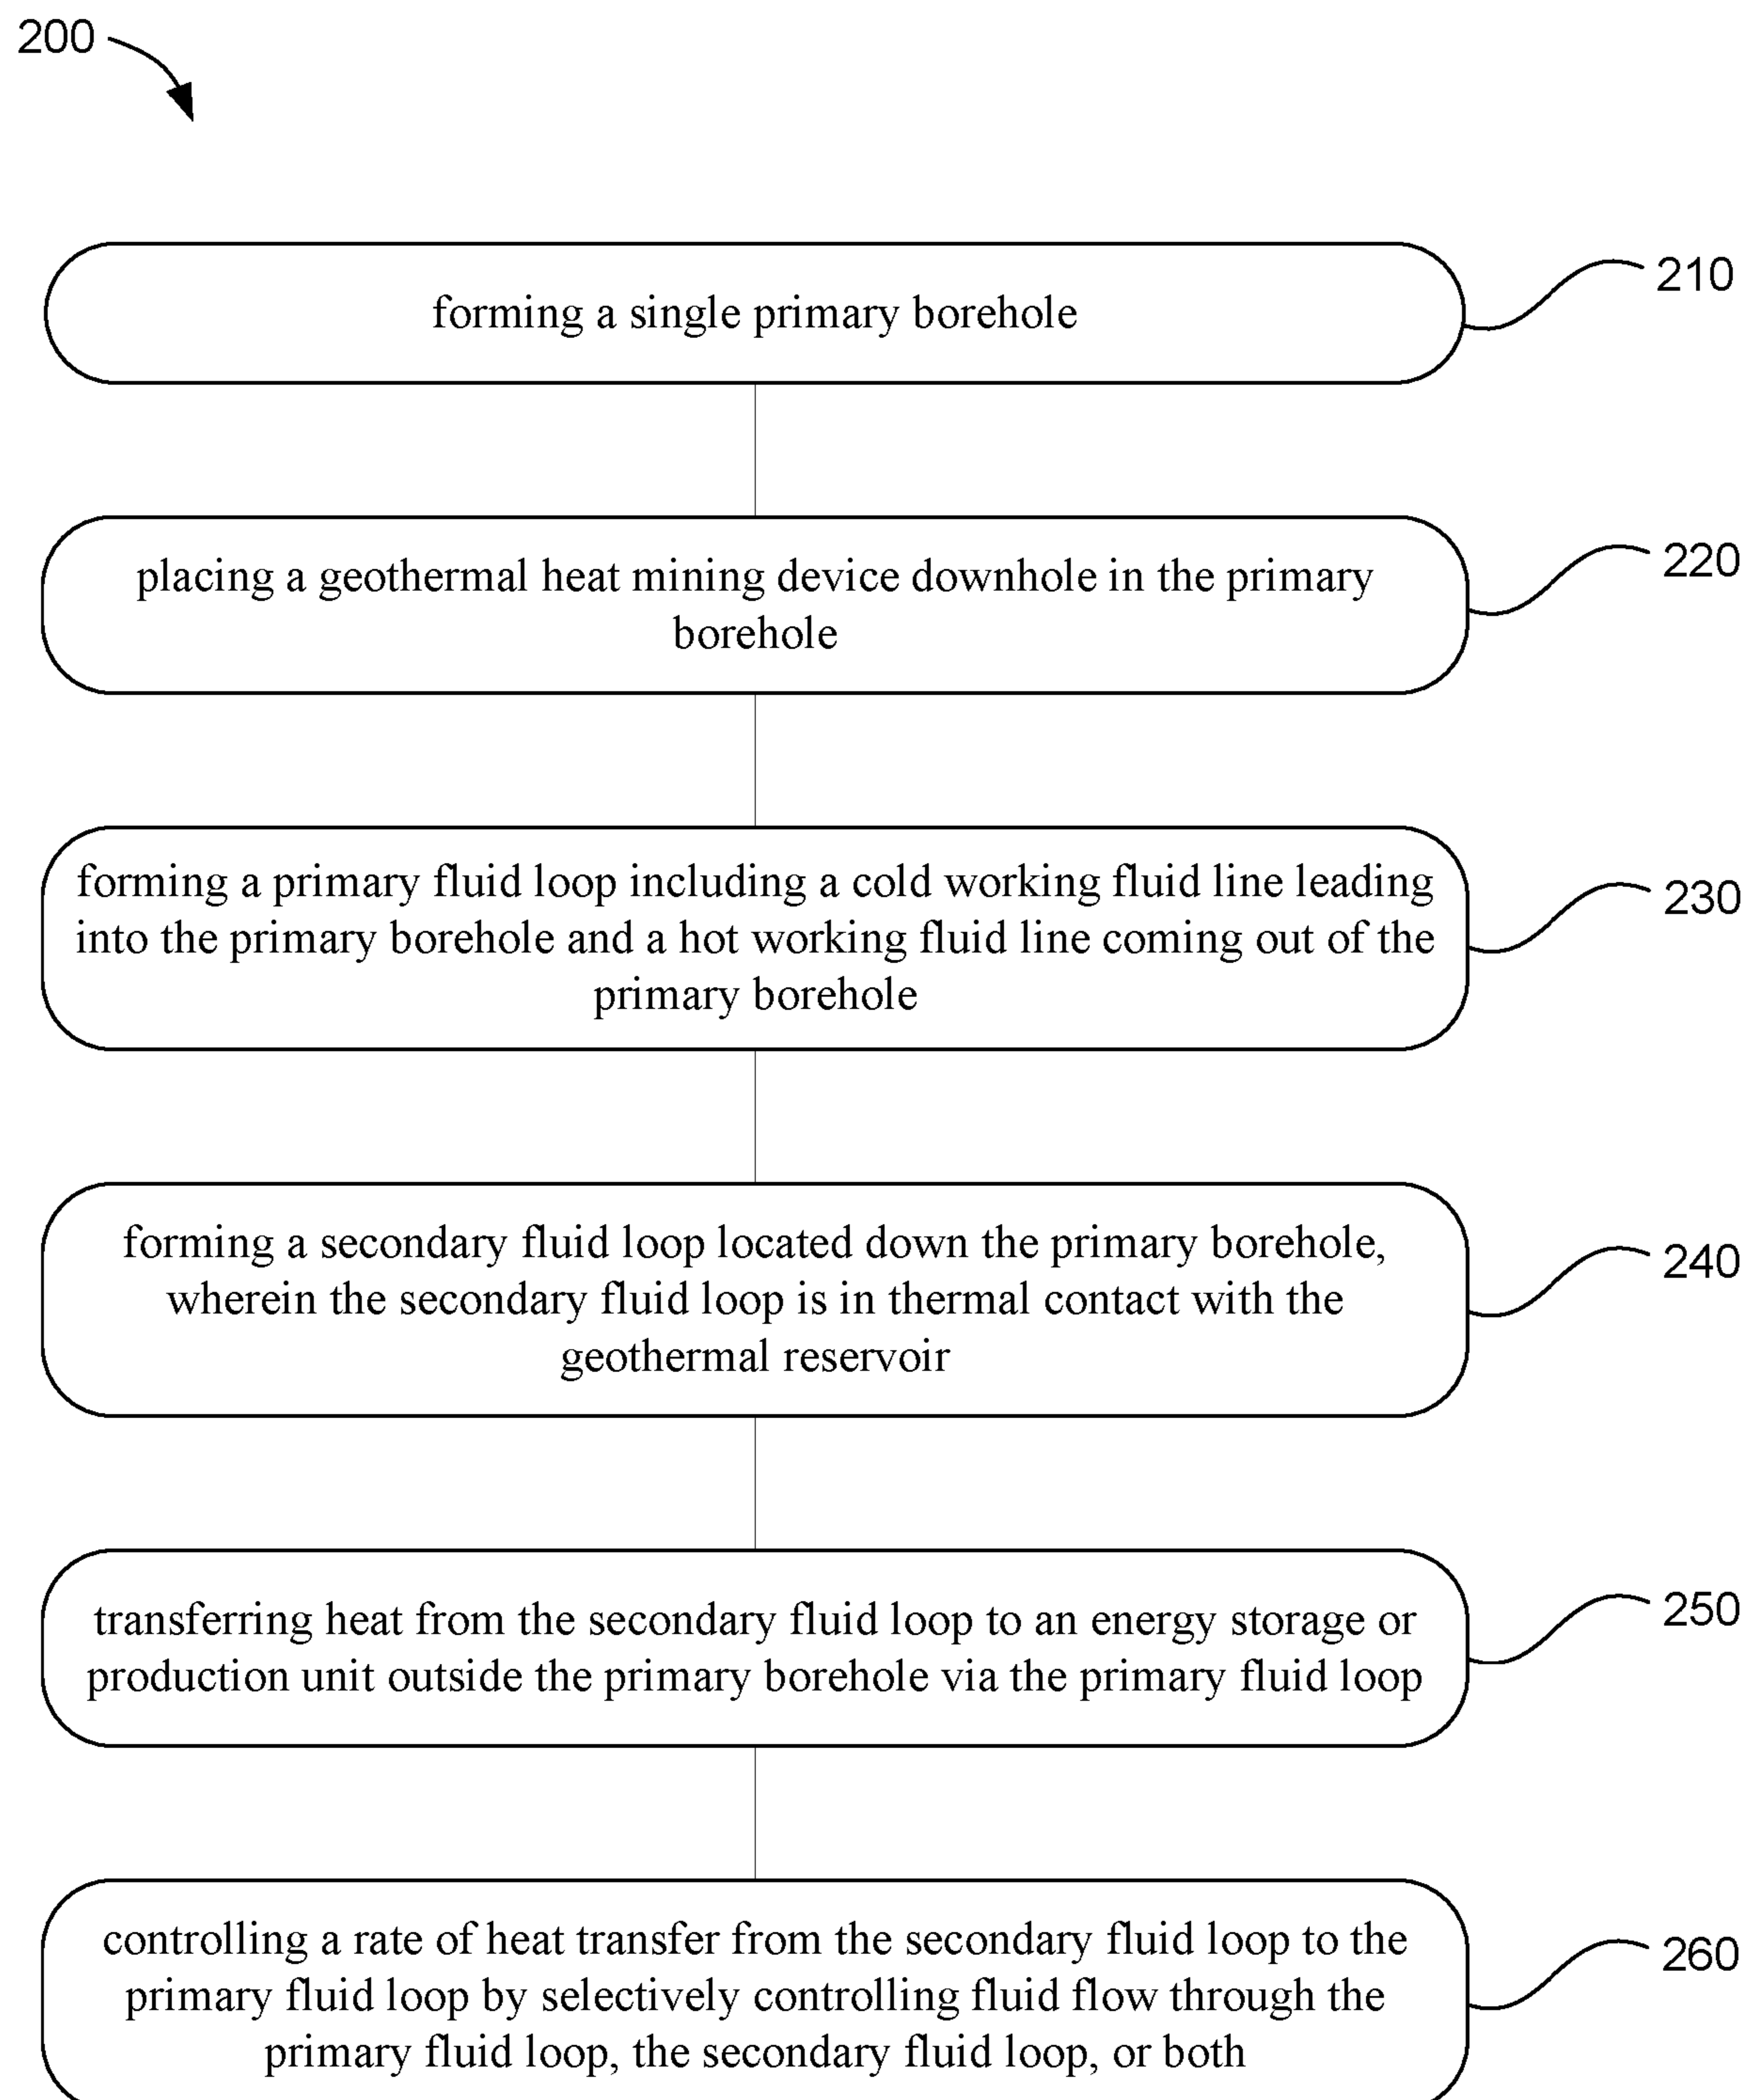 200
forming a single primary borehole
210
placing a geothermal heat mining device downhole in the primary
borehole
220
forming a primary fluid loop including a cold working fluid line leading
into the primary borehole and a hot working fluid line coming out of the
primary borehole
230
forming a secondary fluid loop located down the primary borehole,
wherein the secondary fluid loop is in thermal contact with the
geothermal reservoir
240
transferring heat from the secondary fluid loop to an energy storage or
production unit outside the primary borehole via the primary fluid loop
250
controlling a rate of heat transfer from the secondary fluid loop to the
primary fluid loop by selectively controlling fluid flow through the
primary fluid loop, the secondary fluid loop, or both
260